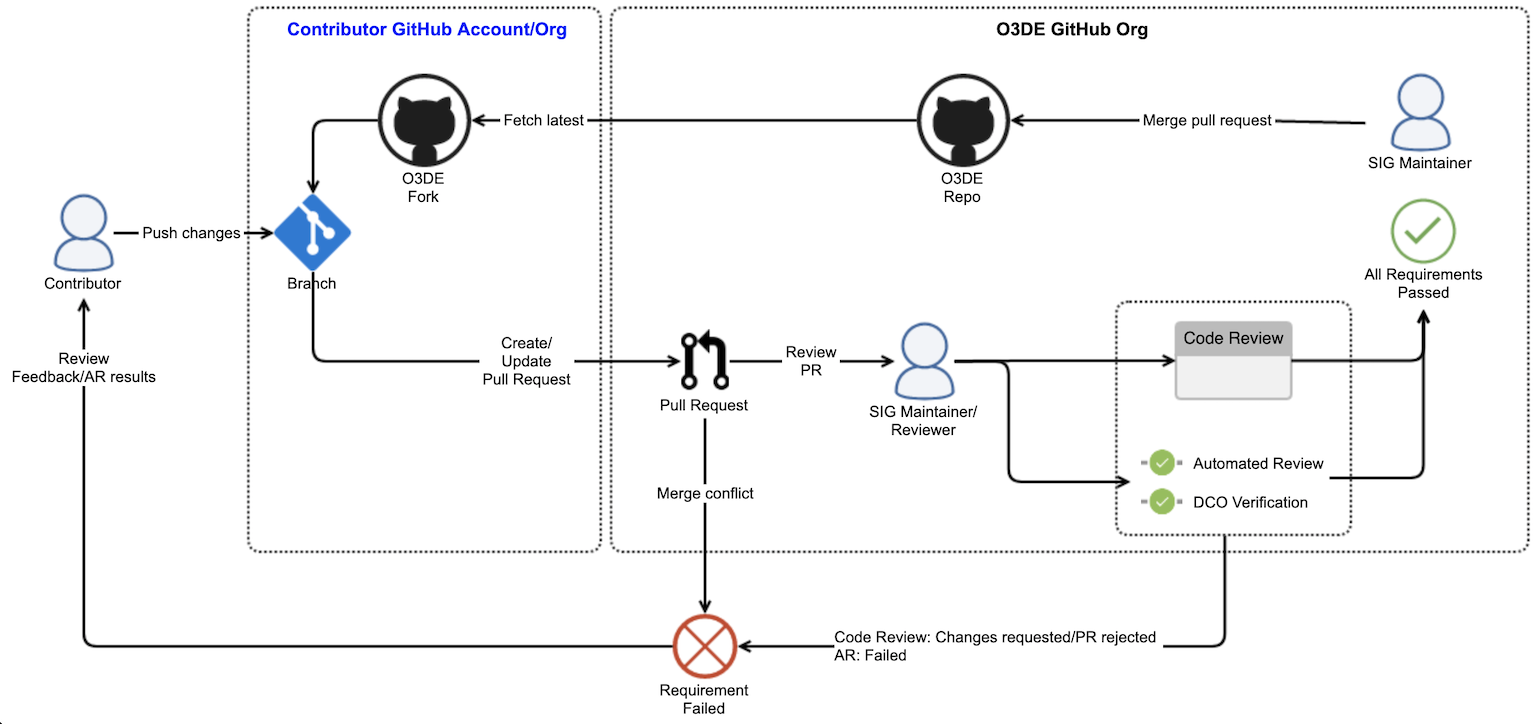 Contributor GitHub Account/Org
O3DE GitHub Org
Fetch latest
Merge pull request
O3DE
Fork
O3DE
Repo
SIG Maintainer
Push changes
Contributor
Branch
All Requirements
Passed
Review
Feedback/AR results
Create/
Update
Pull Request
Pull Request
Review
PR
SIG Maintainer/
Reviewer
Code Review
Automated Review
DCO Verification
Merge conflict
Code Review: Changes requested/PR rejected
AR: Failed
Requirement
Failed